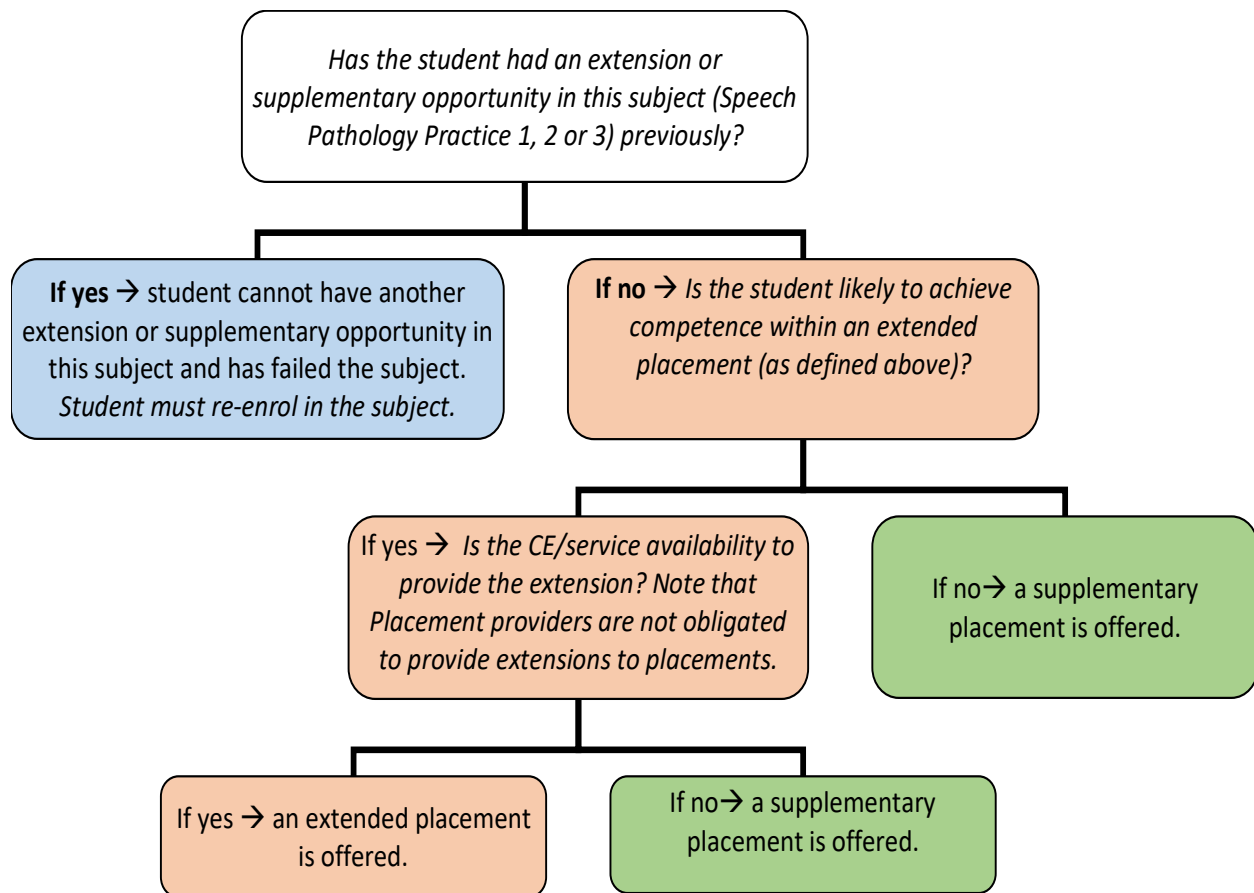 Has the student had an extension or
supplementary opportunity in this subject (Speech
Pathology Practice 1, 2 or 3) previously?
If yes → student cannot have another
extension or supplementary opportunity in
this subject and has failed the subject.
Student must re-enrol in the subject.
If no → Is the student likely to achieve
competence within an extended
placement (as defined above)?
If yes → Is the CE/service availability to
provide the extension? Note that
Placement providers are not obligated
to provide extensions to placements.
If no→ a supplementary
placement is offered.
If yes → an extended placement
is offered.
If no→ a supplementary
placement is offered.